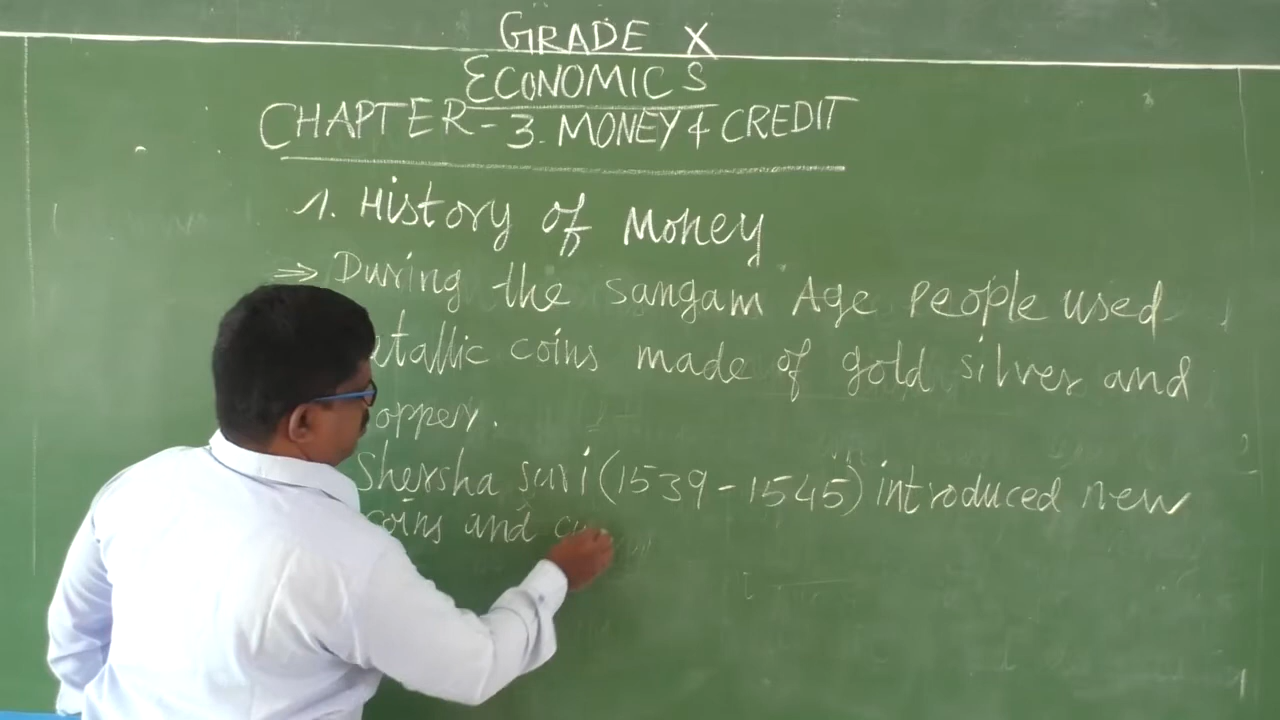 GRADE X
ECONOMICS
CHAPTER-3. MONEY & CREDIT
1. History of Money
⇒ During the sangam Age People used
etallic coins made of gold silver and
opper.
Shersha suri (1539-1545) introduced new
coins and